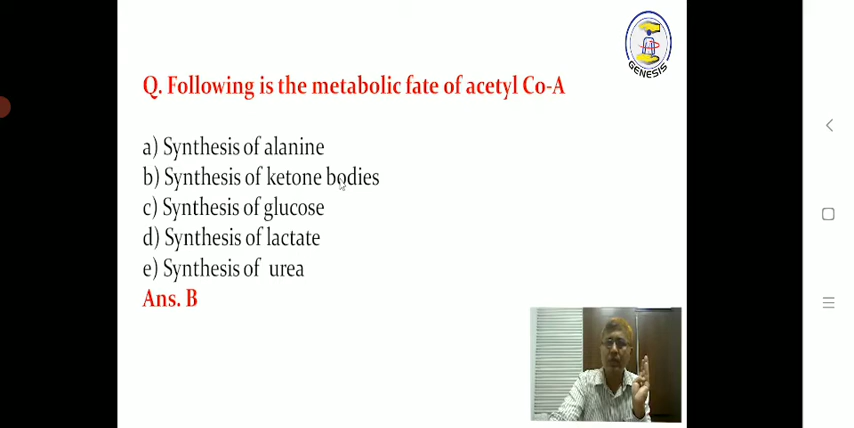 GENESIS
Q. Following is the metabolic fate of acetyl Co-A
a) Synthesis of alanine
b) Synthesis of ketone bodies
c) Synthesis of glucose
d) Synthesis of lactate
e) Synthesis of urea
Ans. B